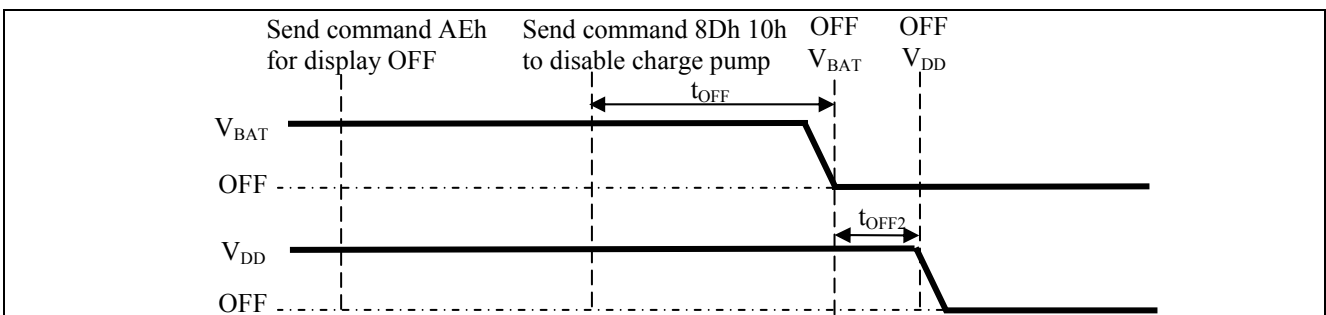 Send command AEh
for display OFF
Send command 8Dh 10h
to disable charge pump
OFF
VBAT
OFF
VDD
tOFF
VBAT
OFF
tOFF2
VDD
OFF